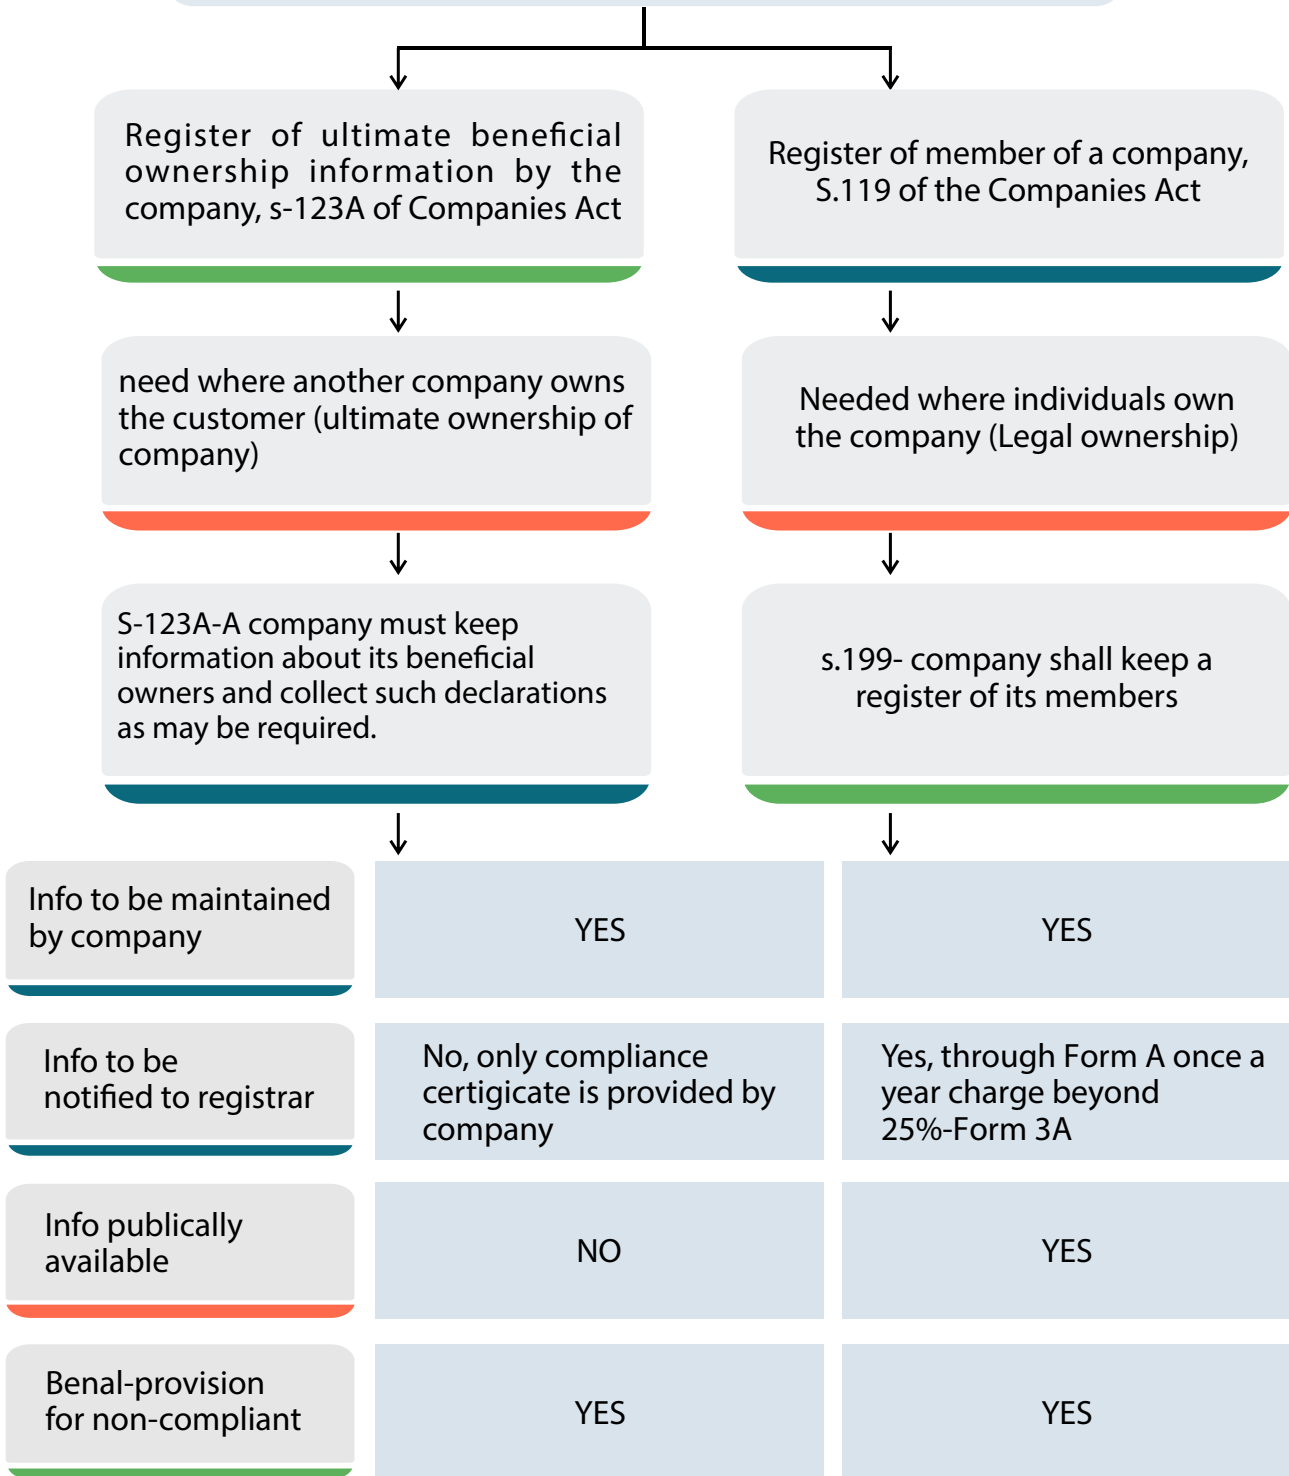 Register of ultimate beneficial
ownership information by the
company, s-123A of Companies Act
Register of member of a company,
S.119 of the Companies Act
need where another company owns
the customer (ultimate ownership of
company)
Needed where individuals own
the company (Legal ownership)
S-123A-A company must keep
information about its beneficial
owners and collect such declarations
as may be required.
s.199- company shall keep a
register of its members
Info to be maintained
by company
YES
YES
Info to be
notified to registrar
No, only compliance
certigicate is provided by
company
Yes, through Form A once a
year charge beyond
25%-Form 3A
Info publically
available
NO
YES
Benal-provision
for non-compliant
YES
YES